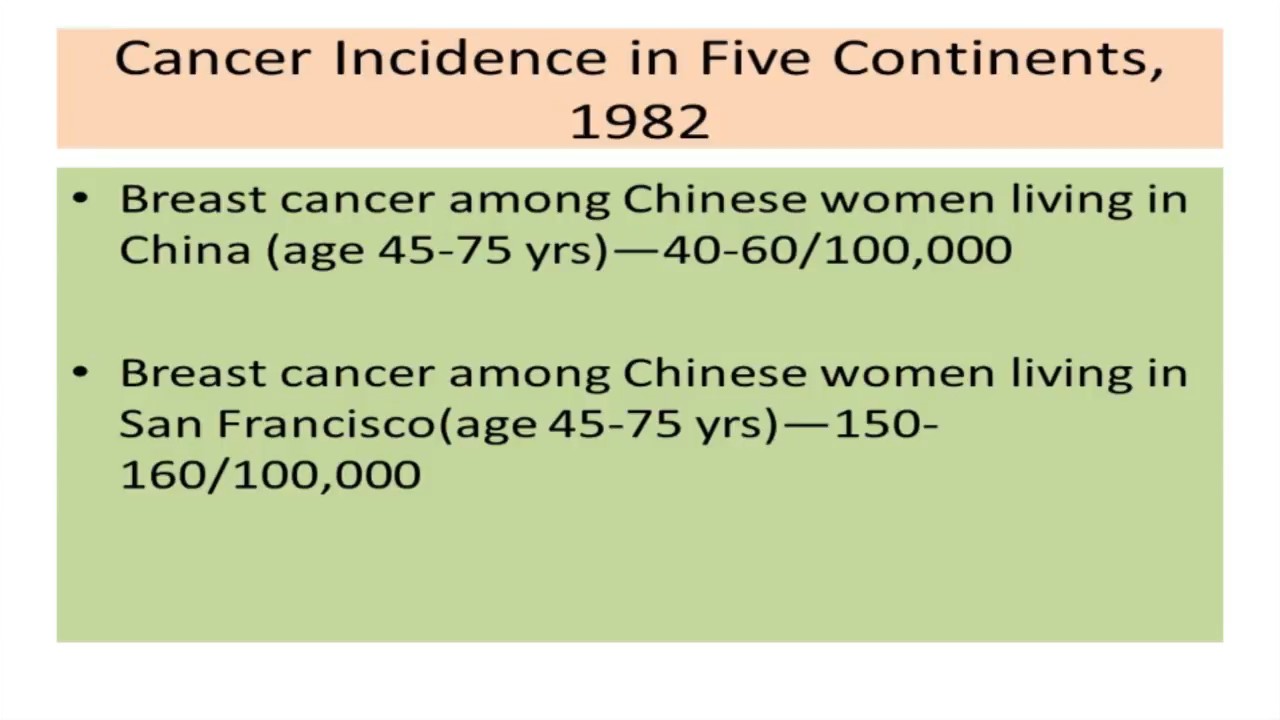 Cancer Incidence in Five Continents,
1982
• Breast cancer among Chinese women living in
China (age 45-75 yrs)—40-60/100,000
• Breast cancer among Chinese women living in
San Francisco(age 45-75 yrs)—150-
160/100,000